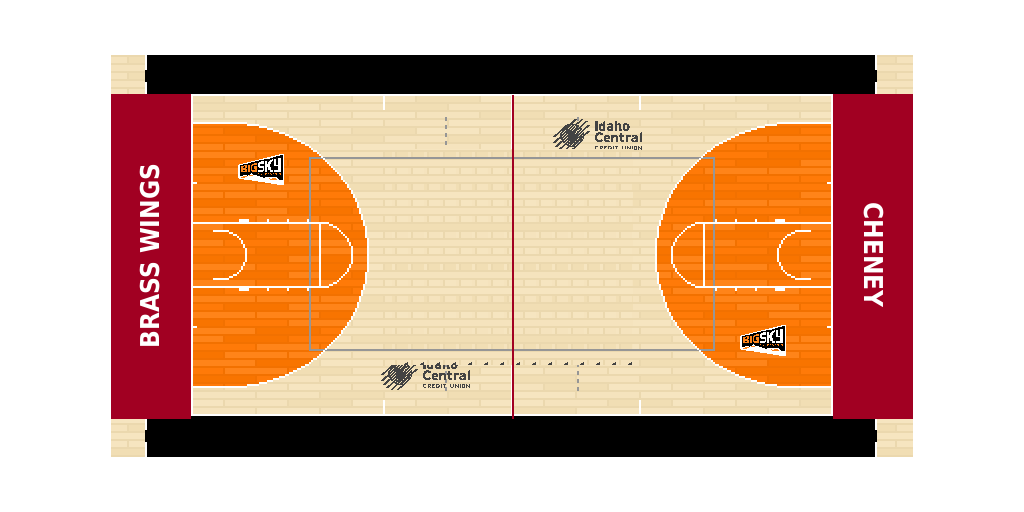 BRASS WINGS
BIGSKY
Idaho
Central
CREDIT UNION
CHENEY
BIGSKY
Idaho
Central
CREDIT UNION